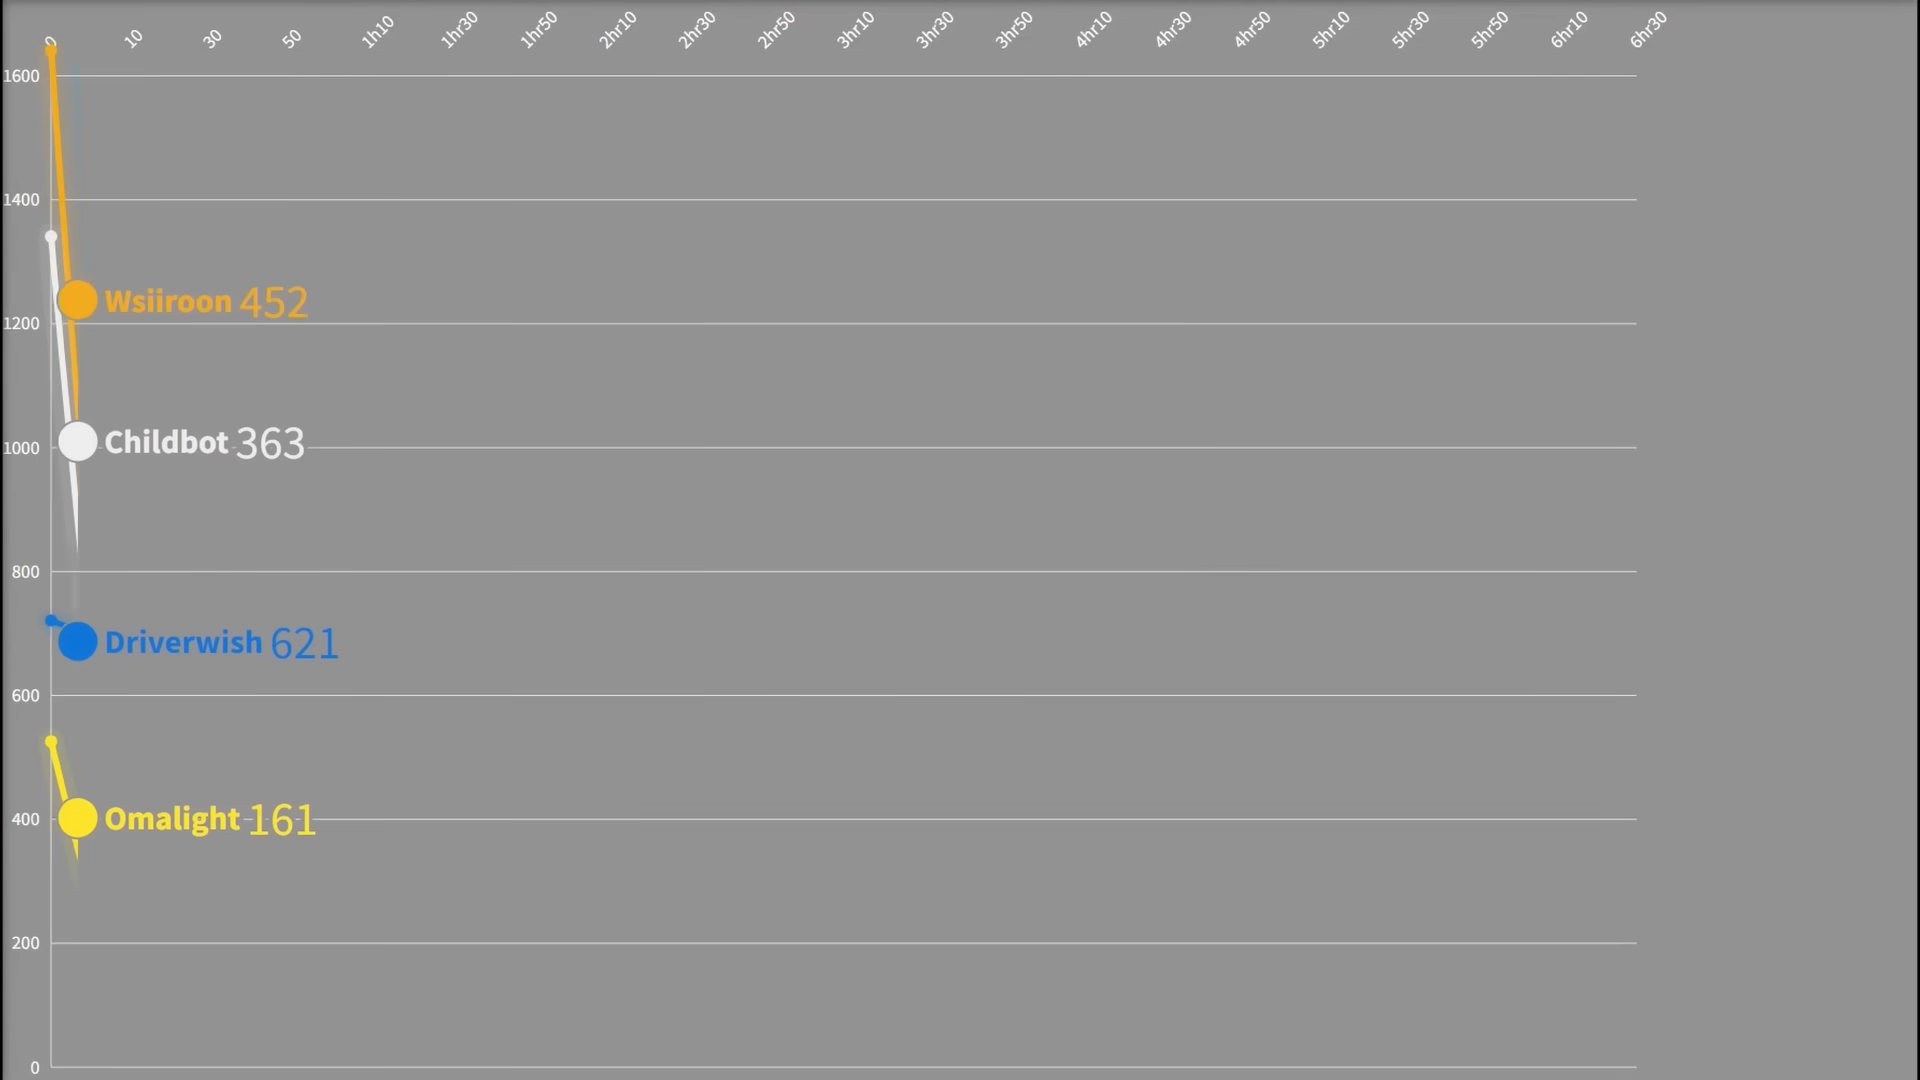 0 10 30 50 1h10 1hr30 1hr50 2hr10 2hr30 2hr50 3hr10 3hr30 3hr50 4hr10 4hr30 4hr50 5hr10 5hr30 5hr50 6hr10 6hr30
1600
1400
Wsiiroon 452
1200
1000
Childbot 363
800
Driverwish 621
600
400
Omalight 161
200
0